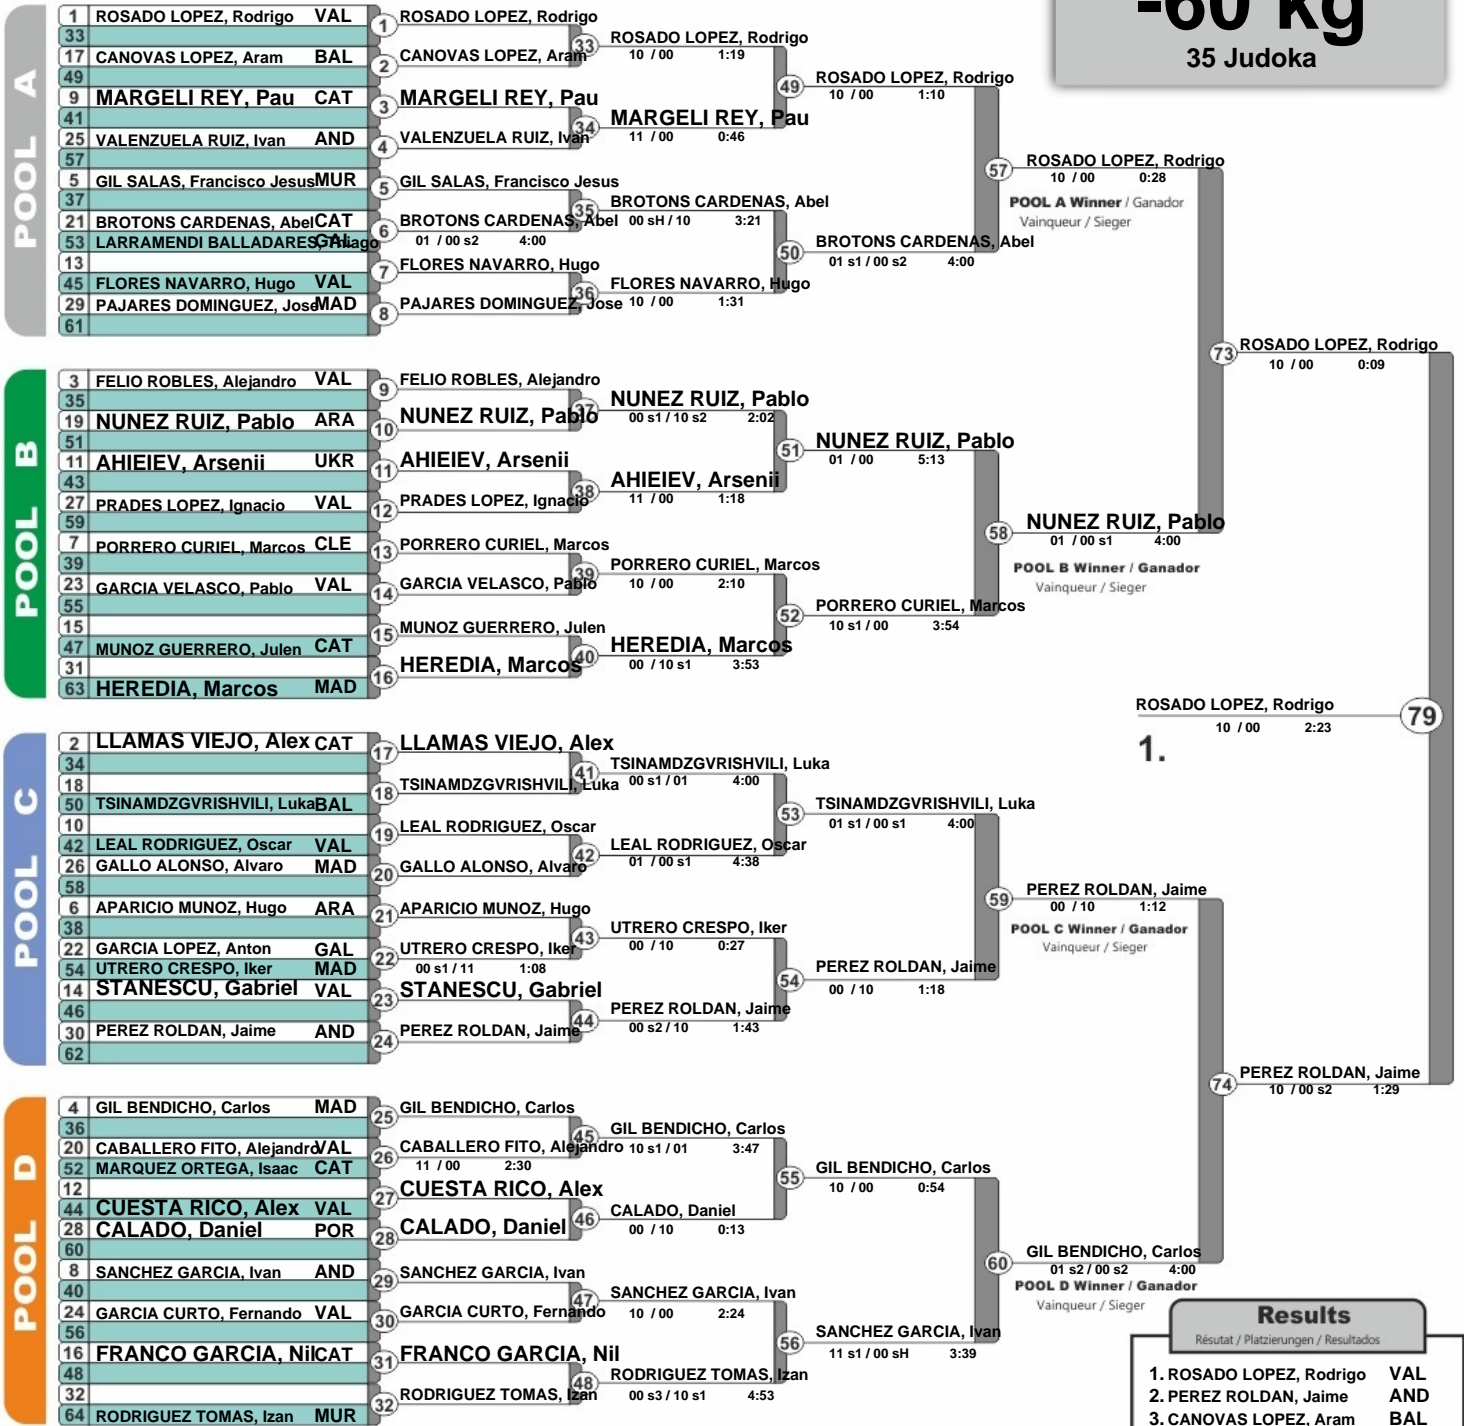 -60 kg
35 Judoka
POOL A
1 ROSADO LOPEZ, Rodrigo VAL
33
17 CANOVAS LOPEZ, Aram BAL
49
9 MARGELI REY, Pau CAT
41
25 VALENZUELA RUIZ, Ivan AND
57
5 GIL SALAS, Francisco Jesus MUR
37
21 BROTONS CARDENAS, Abel CAT
53 LARRAMENDI BALLADARES, Thiago GAL
13
45 FLORES NAVARRO, Hugo VAL
29 PAJARES DOMINGUEZ, Jose MAD
61
1 ROSADO LOPEZ, Rodrigo
2 CANOVAS LOPEZ, Aram
3 MARGELI REY, Pau
4 VALENZUELA RUIZ, Ivan
5 GIL SALAS, Francisco Jesus
6 BROTONS CARDENAS, Abel
01 / 00 s2 4:00
7 FLORES NAVARRO, Hugo
8 PAJARES DOMINGUEZ, Jose
33 ROSADO LOPEZ, Rodrigo
10 / 00 1:19
34 MARGELI REY, Pau
11 / 00 0:46
35 BROTONS CARDENAS, Abel
00 sH / 10 3:21
36 FLORES NAVARRO, Hugo
10 / 00 1:31
49 ROSADO LOPEZ, Rodrigo
10 / 00 1:10
50 BROTONS CARDENAS, Abel
01 s1 / 00 s2 4:00
57 ROSADO LOPEZ, Rodrigo
10 / 00 0:28
POOL A Winner / Ganador
Vainqueur / Sieger
POOL B
3 FELIO ROBLES, Alejandro VAL
35
19 NUNEZ RUIZ, Pablo ARA
51
11 AHIEIEV, Arsenii UKR
43
27 PRADES LOPEZ, Ignacio VAL
59
7 PORRERO CURIEL, Marcos CLE
39
23 GARCIA VELASCO, Pablo VAL
55
15
47 MUNOZ GUERRERO, Julen CAT
31
63 HEREDIA, Marcos MAD
9 FELIO ROBLES, Alejandro
10 NUNEZ RUIZ, Pablo
11 AHIEIEV, Arsenii
12 PRADES LOPEZ, Ignacio
13 PORRERO CURIEL, Marcos
14 GARCIA VELASCO, Pablo
15 MUNOZ GUERRERO, Julen
16 HEREDIA, Marcos
37 NUNEZ RUIZ, Pablo
00 s1 / 10 s2 2:02
38 AHIEIEV, Arsenii
11 / 00 1:18
39 PORRERO CURIEL, Marcos
10 / 00 2:10
40 HEREDIA, Marcos
00 / 10 s1 3:53
51 NUNEZ RUIZ, Pablo
01 / 00 5:13
52 PORRERO CURIEL, Marcos
10 s1 / 00 3:54
58 NUNEZ RUIZ, Pablo
01 / 00 s1 4:00
POOL B Winner / Ganador
Vainqueur / Sieger
73 ROSADO LOPEZ, Rodrigo
10 / 00 0:09
ROSADO LOPEZ, Rodrigo 79
10 / 00 2:23
1.
POOL C
2 LLAMAS VIEJO, Alex CAT
34
18
50 TSINAMDZGVRISHVILI, Luka BAL
10
42 LEAL RODRIGUEZ, Oscar VAL
26 GALLO ALONSO, Alvaro MAD
58
6 APARICIO MUNOZ, Hugo ARA
38
22 GARCIA LOPEZ, Anton GAL
54 UTRERO CRESPO, Iker MAD
14 STANESCU, Gabriel VAL
46
30 PEREZ ROLDAN, Jaime AND
62
17 LLAMAS VIEJO, Alex
18 TSINAMDZGVRISHVILI, Luka
19 LEAL RODRIGUEZ, Oscar
20 GALLO ALONSO, Alvaro
21 APARICIO MUNOZ, Hugo
22 UTRERO CRESPO, Iker
00 s1 / 11 1:08
23 STANESCU, Gabriel
24 PEREZ ROLDAN, Jaime
41 TSINAMDZGVRISHVILI, Luka
00 s1 / 01 4:00
42 LEAL RODRIGUEZ, Oscar
01 / 00 s1 4:38
43 UTRERO CRESPO, Iker
00 / 10 0:27
44 PEREZ ROLDAN, Jaime
00 s2 / 10 1:43
53 TSINAMDZGVRISHVILI, Luka
01 s1 / 00 s1 4:00
54 PEREZ ROLDAN, Jaime
00 / 10 1:18
59 PEREZ ROLDAN, Jaime
00 / 10 1:12
POOL C Winner / Ganador
Vainqueur / Sieger
74 PEREZ ROLDAN, Jaime
10 / 00 s2 1:29
POOL D
4 GIL BENDICHO, Carlos MAD
36
20 CABALLERO FITO, Alejandro VAL
52 MARQUEZ ORTEGA, Isaac CAT
12
44 CUESTA RICO, Alex VAL
28 CALADO, Daniel POR
60
8 SANCHEZ GARCIA, Ivan AND
40
24 GARCIA CURTO, Fernando VAL
56
16 FRANCO GARCIA, Nil CAT
48
32
64 RODRIGUEZ TOMAS, Izan MUR
25 GIL BENDICHO, Carlos
26 CABALLERO FITO, Alejandro
11 / 00 2:30
27 CUESTA RICO, Alex
28 CALADO, Daniel
29 SANCHEZ GARCIA, Ivan
30 GARCIA CURTO, Fernando
31 FRANCO GARCIA, Nil
32 RODRIGUEZ TOMAS, Izan
45 GIL BENDICHO, Carlos
10 s1 / 01 3:47
46 CALADO, Daniel
00 / 10 0:13
47 SANCHEZ GARCIA, Ivan
10 / 00 2:24
48 RODRIGUEZ TOMAS, Izan
00 s3 / 10 s1 4:53
55 GIL BENDICHO, Carlos
10 / 00 0:54
56 SANCHEZ GARCIA, Ivan
11 s1 / 00 sH 3:39
60 GIL BENDICHO, Carlos
01 s2 / 00 s2 4:00
POOL D Winner / Ganador
Vainqueur / Sieger
Results
Résutat / Platzierungen / Resultados
1. ROSADO LOPEZ, Rodrigo VAL
2. PEREZ ROLDAN, Jaime AND
3. CANOVAS LOPEZ, Aram BAL